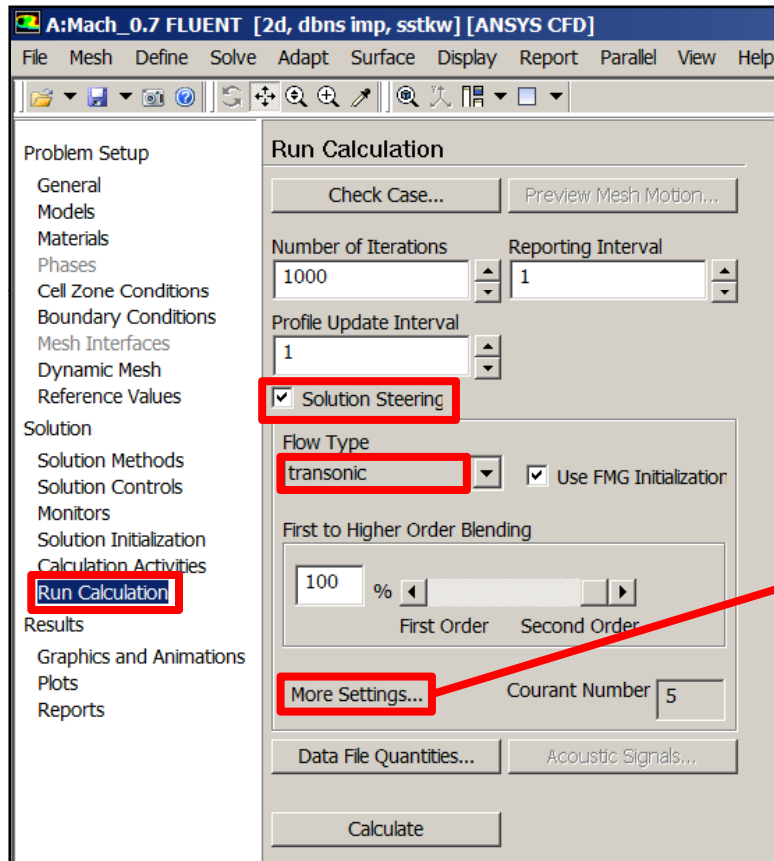 A:Mach_0.7 FLUENT [2d, dbns imp, sstkw] [ANSYS CFD]
File Mesh Define Solve Adapt Surface Display Report Parallel View Help
Problem Setup
General
Models
Materials
Phases
Cell Zone Conditions
Boundary Conditions
Mesh Interfaces
Dynamic Mesh
Reference Values
Solution
Solution Methods
Solution Controls
Monitors
Solution Initialization
Calculation Activities
Run Calculation
Results
Graphics and Animations
Plots
Reports
Run Calculation
Check Case... Preview Mesh Motion...
Number of Iterations Reporting Interval
1000 1
Profile Update Interval
1
Solution Steering
Flow Type
transonic Use FMG Initialization
First to Higher Order Blending
100 %
First Order Second Order
More Settings... Courant Number 5
Data File Quantities... Acoustic Signals...
Calculate